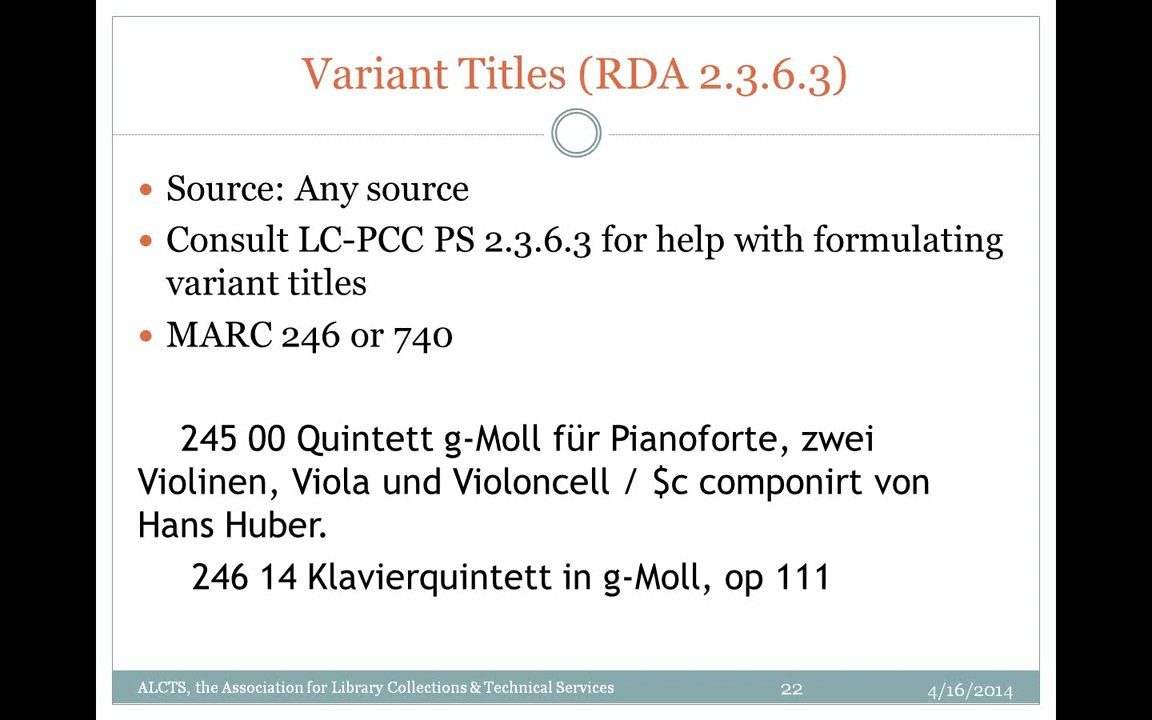 Variant Titles (RDA 2.3.6.3)
• Source: Any source
• Consult LC-PCC PS 2.3.6.3 for help with formulating
variant titles
• MARC 246 or 740
245 00 Quintett g-Moll für Pianoforte, zwei
Violinen, Viola und Violoncell / $c componirt von
Hans Huber.
246 14 Klavierquintett in g-Moll, op 111
ALCTS, the Association for Library Collections & Technical Services 22 4/16/2014